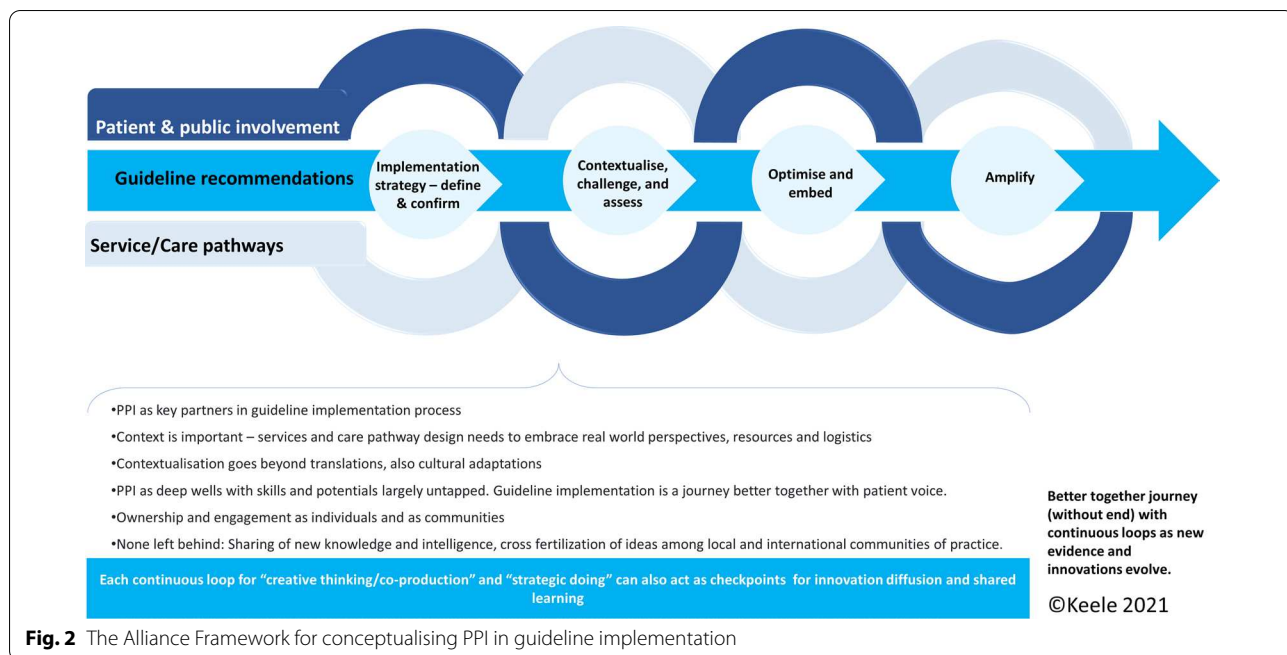 Patient & public involvement
Guideline recommendations
Service/Care pathways
Implementation
strategy – define
& confirm
Contextualise,
challenge, and
assess
Optimise and
embed
Amplify
•PPI as key partners in guideline implementation process
•Context is important – services and care pathway design needs to embrace real world perspectives, resources and logistics
•Contextualisation goes beyond translations, also cultural adaptations
•PPI as deep wells with skills and potentials largely untapped. Guideline implementation is a journey better together with patient voice.
•Ownership and engagement as individuals and as communities
•None left behind: Sharing of new knowledge and intelligence, cross fertilization of ideas among local and international communities of practice.
Each continuous loop for “creative thinking/co-production” and “strategic doing” can also act as checkpoints for innovation diffusion and shared
learning
Better together journey
(without end) with
continuous loops as new
evidence and
innovations evolve.
©Keele 2021
Fig. 2 The Alliance Framework for conceptualising PPI in guideline implementation